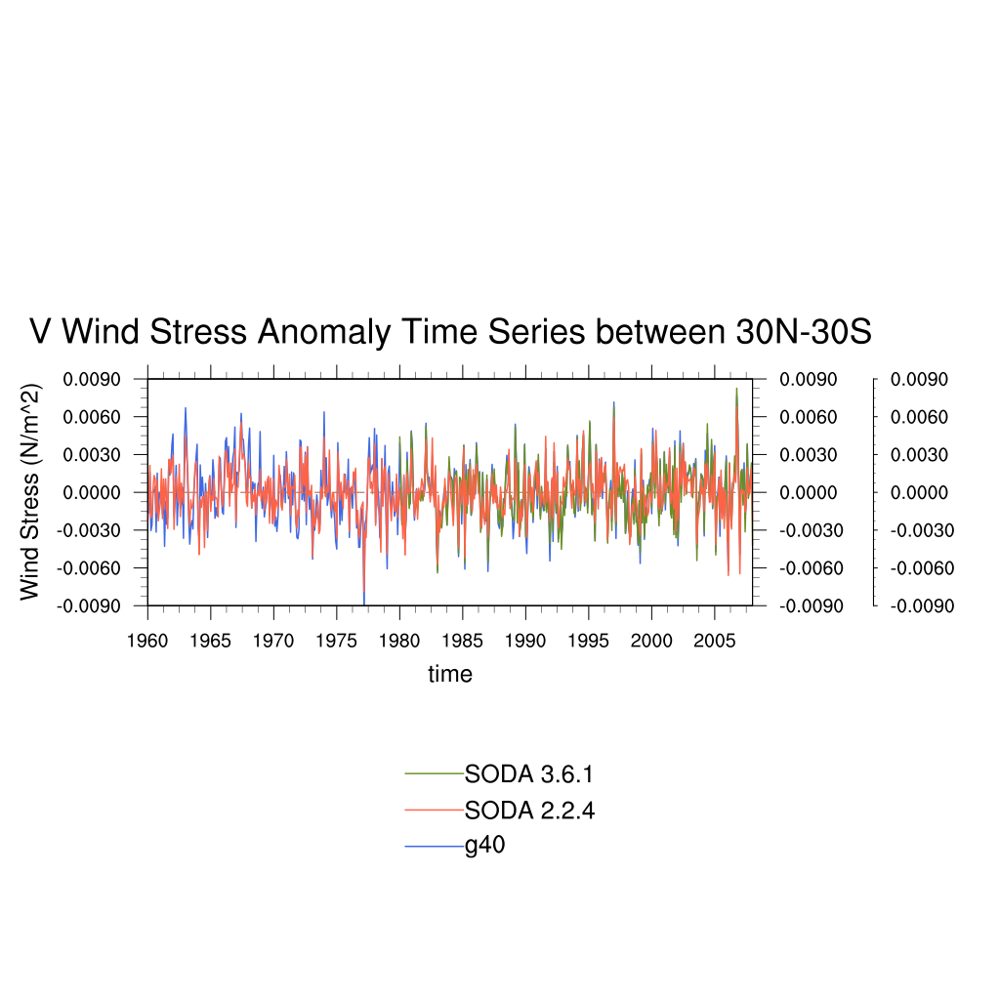 V Wind Stress Anomaly Time Series between 30N-30S
Wind Stress (N/m^2)
0.0090 0.0090 0.0090
0.0060 0.0060 0.0060
0.0030 0.0030 0.0030
0.0000 0.0000 0.0000
-0.0030 -0.0030 -0.0030
-0.0060 -0.0060 -0.0060
-0.0090 -0.0090 -0.0090
1960 1965 1970 1975 1980 1985 1990 1995 2000 2005
time
SODA 3.6.1
SODA 2.2.4
g40